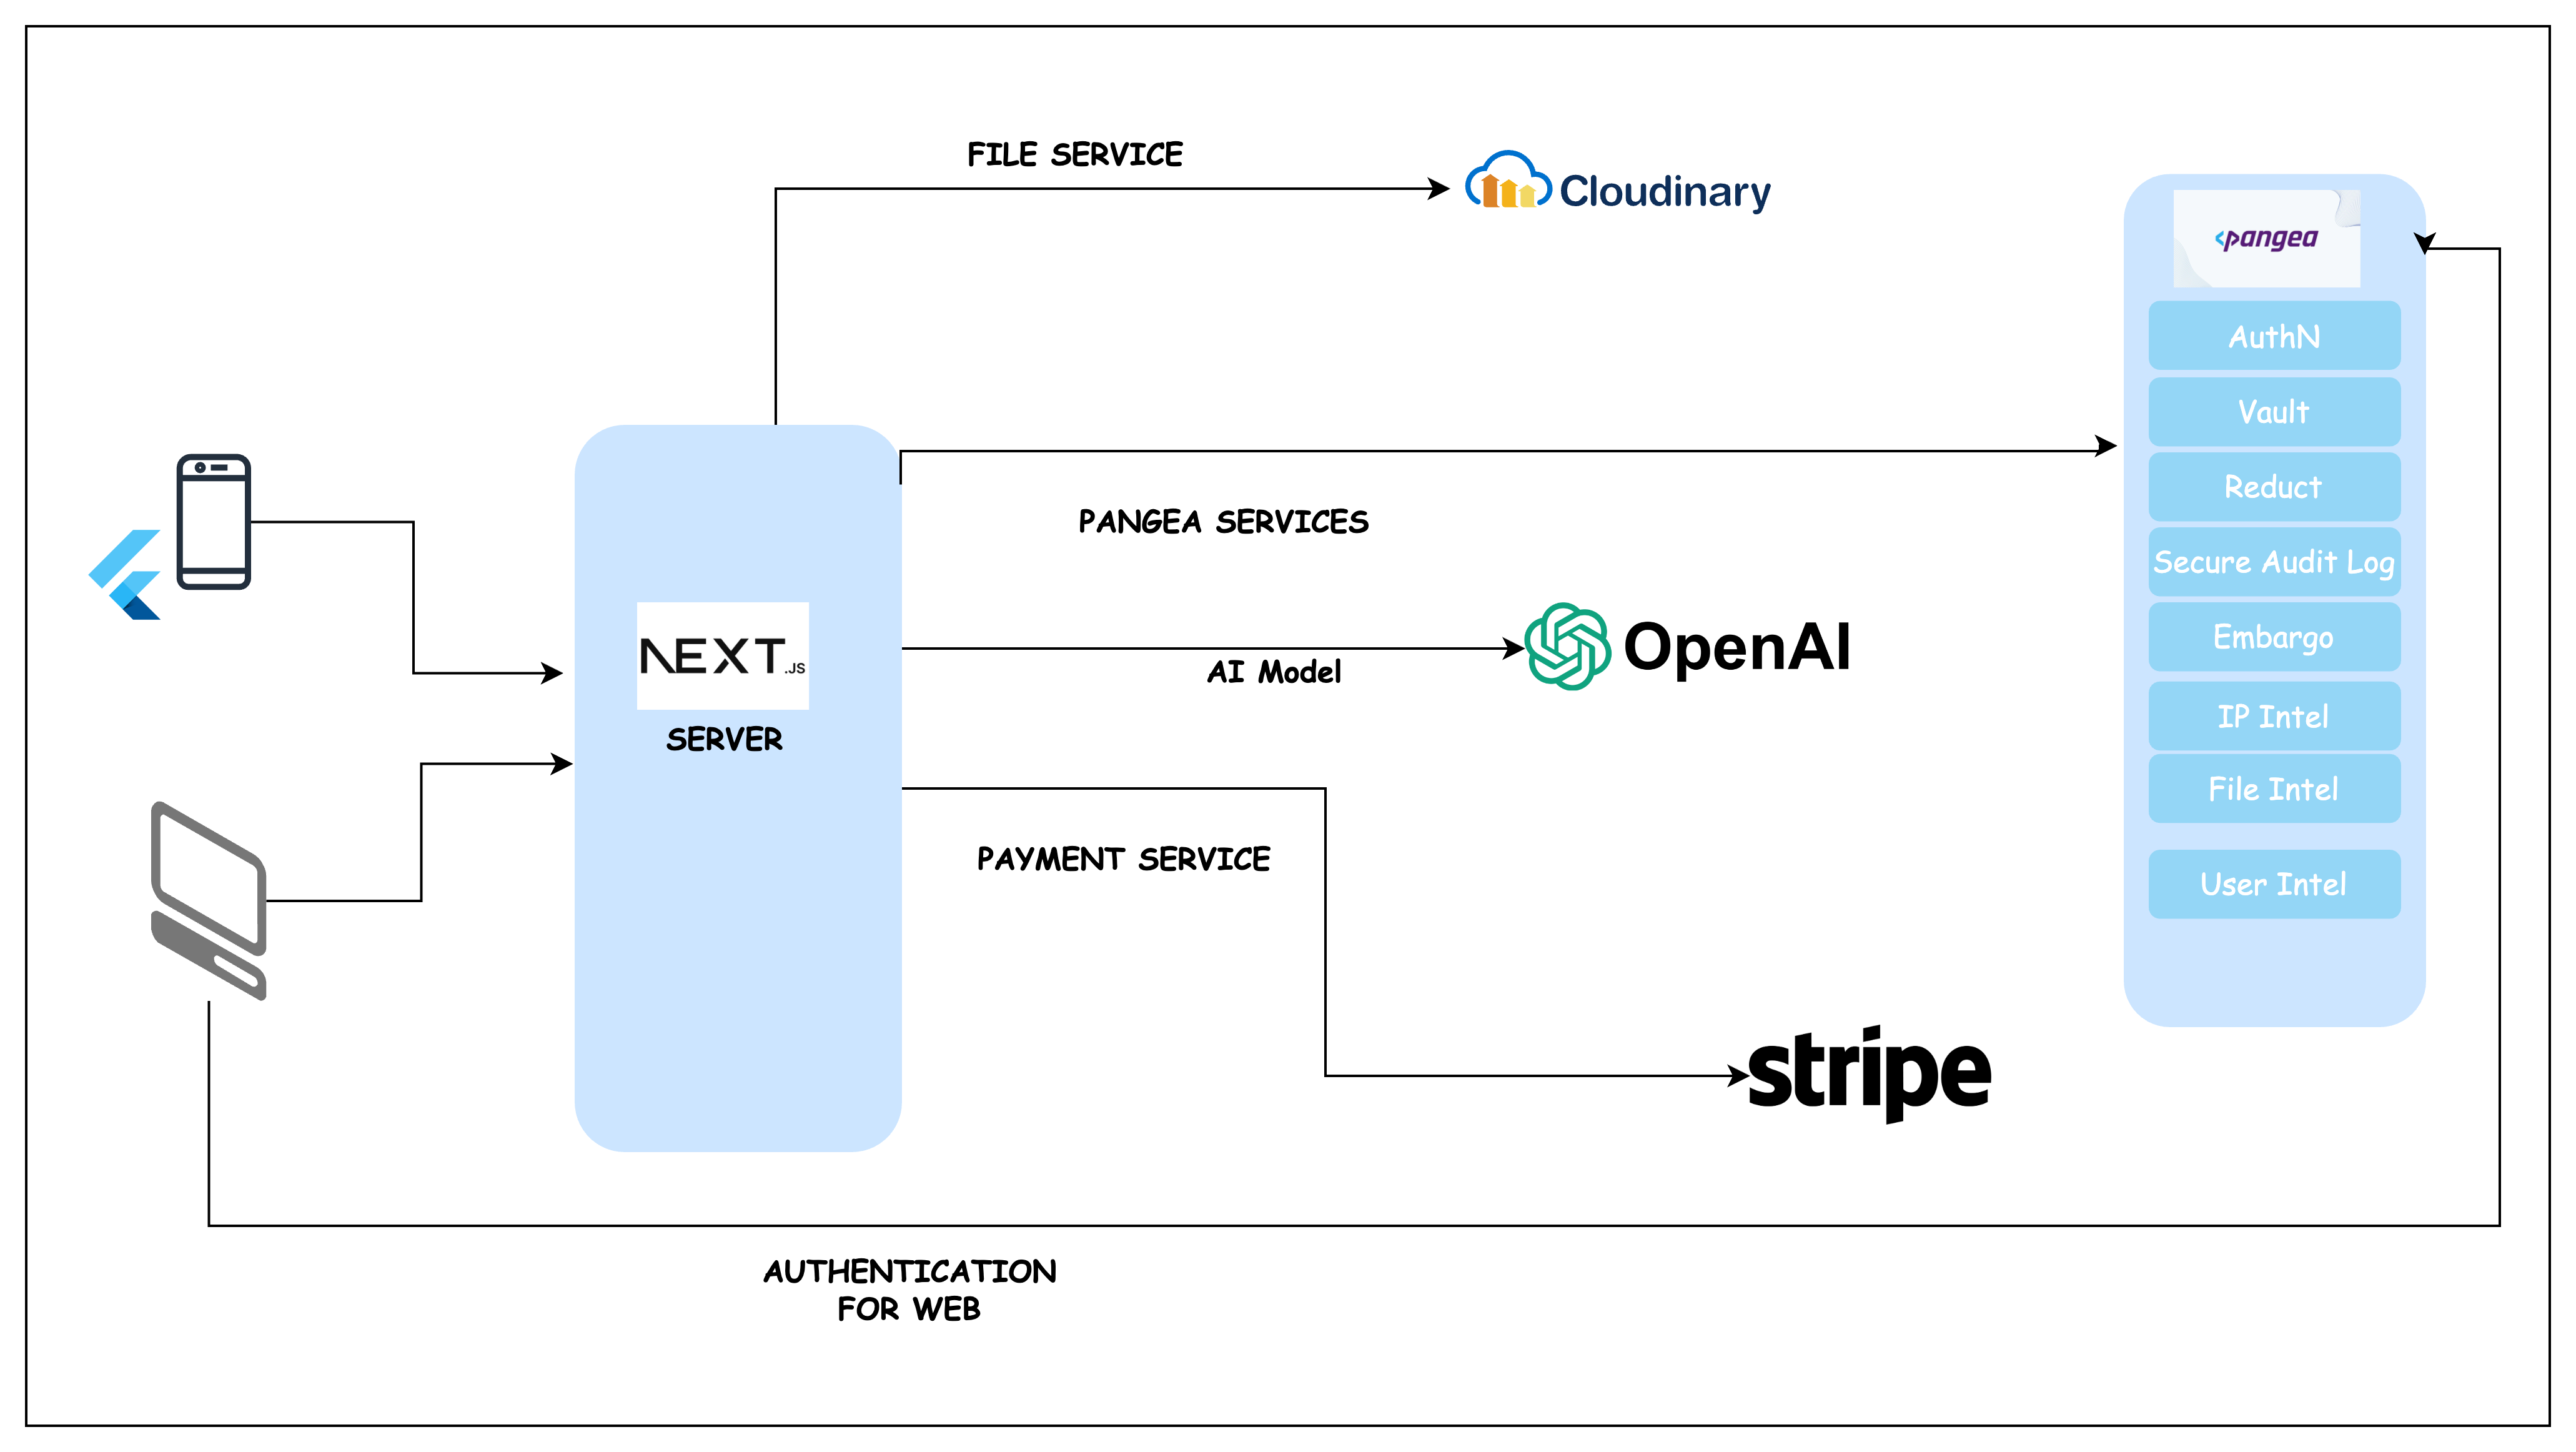 FILE SERVICE
Cloudinary
<pangea
AuthN
Vault
PANGEA SERVICES
Reduct
Secure Audit Log
Embargo
NEXT.JS
SERVER
AI Model
OpenAI
IP Intel
File Intel
PAYMENT SERVICE
User Intel
stripe
AUTHENTICATION
FOR WEB